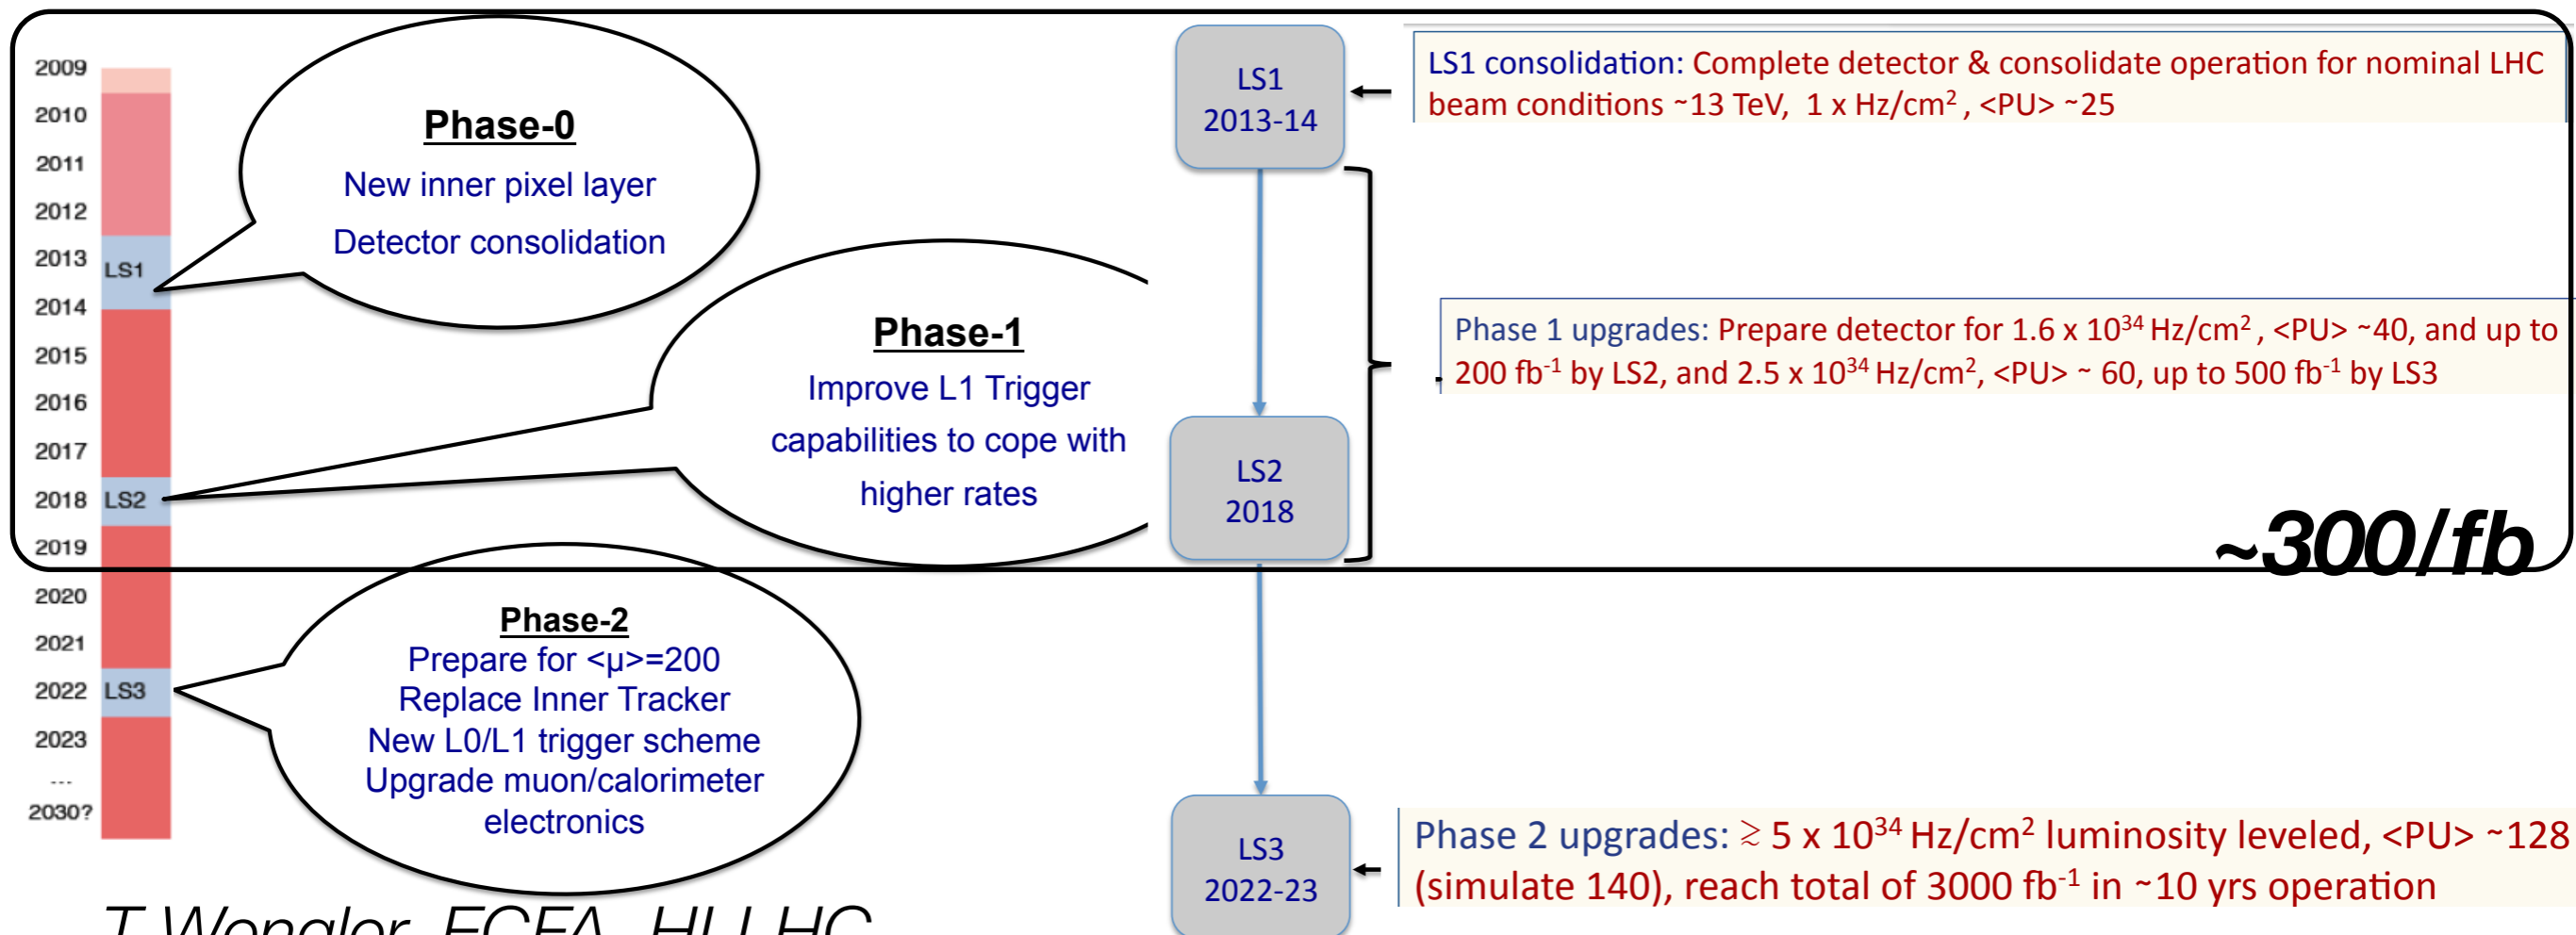 2009
2010
2011
2012
2013
LS1
2014
2015
2016
2017
2018 LS2
2019
2020
2021
2022 LS3
2023
...
2030?
Phase-0
New inner pixel layer
Detector consolidation
Phase-1
Improve L1 Trigger
capabilities to cope with
higher rates
Phase-2
Prepare for <µ>=200
Replace Inner Tracker
New L0/L1 trigger scheme
Upgrade muon/calorimeter
electronics
LS1
2013-14
LS1 consolidation: Complete detector & consolidate operation for nominal LHC
beam conditions ~13 TeV, 1 x Hz/cm², <PU> ~25
Phase 1 upgrades: Prepare detector for 1.6 x 10³⁴ Hz/cm², <PU> ~40, and up to
200 fb⁻¹ by LS2, and 2.5 x 10³⁴ Hz/cm², <PU> ~ 60, up to 500 fb⁻¹ by LS3
LS2
2018
~300/fb
LS3
2022-23
Phase 2 upgrades: ≳ 5 x 10³⁴ Hz/cm² luminosity leveled, <PU> ~128
(simulate 140), reach total of 3000 fb⁻¹ in ~10 yrs operation
T Wengler, ECFA, HL-LHC